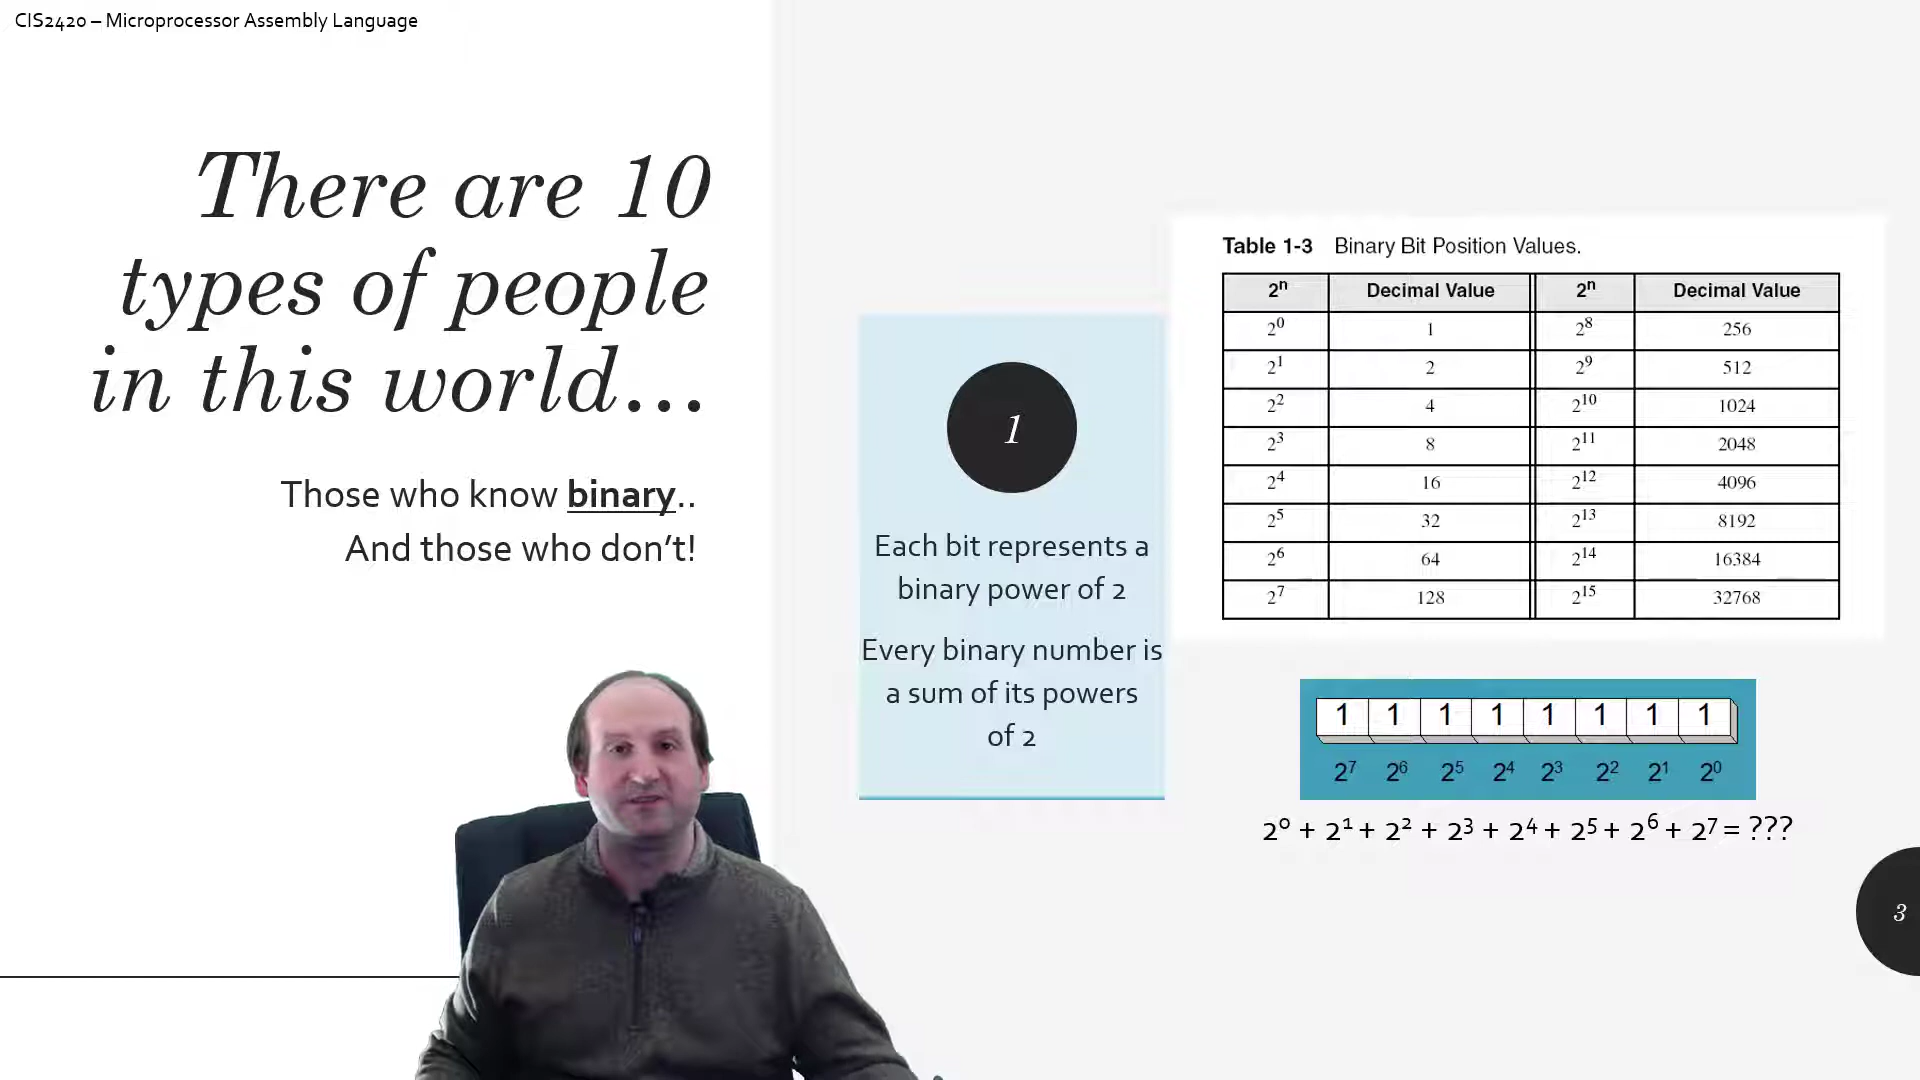 CIS2420 – Microprocessor Assembly Language
There are 10
types of people
in this world…
Those who know binary..
And those who don't!
1
Each bit represents a
binary power of 2
Every binary number is
a sum of its powers
of 2
Table 1-3 Binary Bit Position Values.
2ⁿ Decimal Value 2ⁿ Decimal Value
2⁰ 1 2⁸ 256
2¹ 2 2⁹ 512
2² 4 2¹⁰ 1024
2³ 8 2¹¹ 2048
2⁴ 16 2¹² 4096
2⁵ 32 2¹³ 8192
2⁶ 64 2¹⁴ 16384
2⁷ 128 2¹⁵ 32768
1 1 1 1 1 1 1 1
2⁷ 2⁶ 2⁵ 2⁴ 2³ 2² 2¹ 2⁰
2⁰ + 2¹ + 2² + 2³ + 2⁴ + 2⁵ + 2⁶ + 2⁷ = ???
3